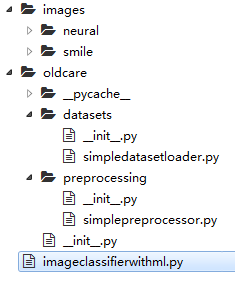 images
neural
smile
oldcare
__pycache__
datasets
__init__.py
simpledatasetloader.py
preprocessing
__init__.py
simplepreprocessor.py
__init__.py
imageclassifierwithml.py